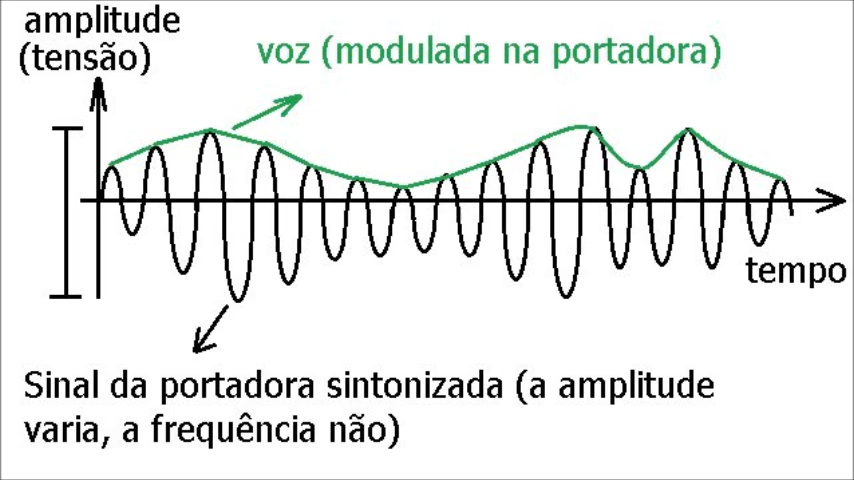 amplitude
(tensão)
voz (modulada na portadora)
tempo
Sinal da portadora sintonizada (a amplitude
varia, a frequência não)